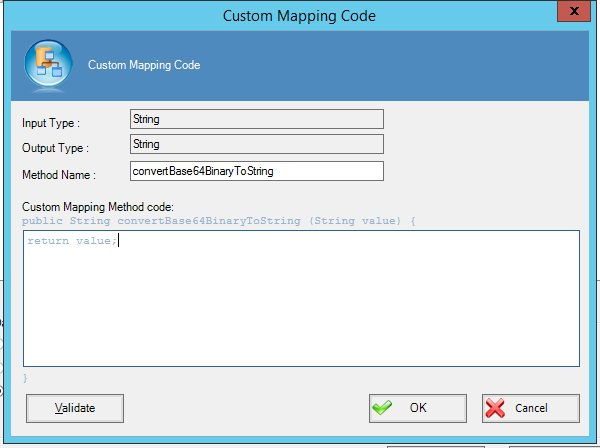 Custom Mapping Code
x
Custom Mapping Code
Input Type : String
Output Type : String
Method Name : convertBase64BinaryToString
Custom Mapping Method code:
public String convertBase64BinaryToString (String value) {
return value;
}
Validate OK Cancel